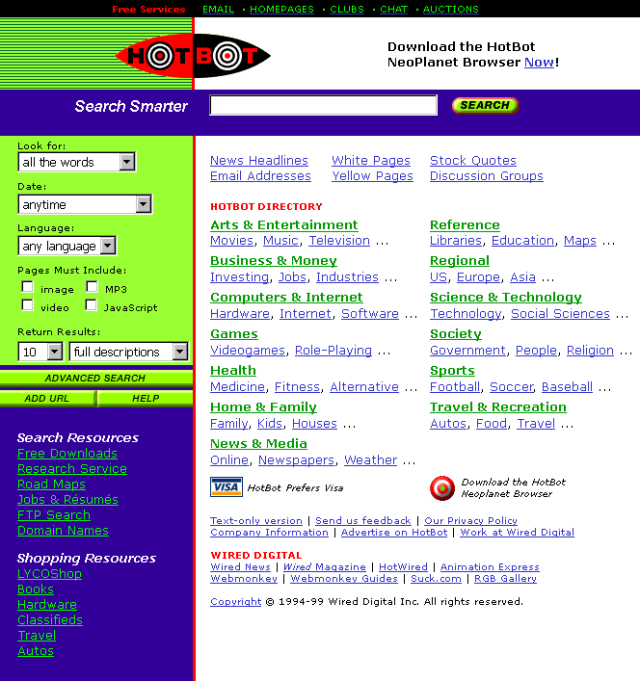 Free Services EMAIL • HOMEPAGES • CLUBS • CHAT • AUCTIONS
HOTBOT
Download the HotBot
NeoPlanet Browser Now!
Search Smarter
SEARCH
Look for:
all the words
Date:
anytime
Language:
any language
Pages Must Include:
image MP3
video JavaScript
Return Results:
10 full descriptions
ADVANCED SEARCH
ADD URL HELP
Search Resources
Free Downloads
Research Service
Road Maps
Jobs & Résumés
FTP Search
Domain Names
Shopping Resources
LYCOShop
Books
Hardware
Classifieds
Travel
Autos
News Headlines White Pages Stock Quotes
Email Addresses Yellow Pages Discussion Groups
HOTBOT DIRECTORY
Arts & Entertainment
Movies, Music, Television ...
Business & Money
Investing, Jobs, Industries ...
Computers & Internet
Hardware, Internet, Software ...
Games
Videogames, Role-Playing ...
Health
Medicine, Fitness, Alternative ...
Home & Family
Family, Kids, Houses ...
News & Media
Online, Newspapers, Weather ...
Reference
Libraries, Education, Maps ...
Regional
US, Europe, Asia ...
Science & Technology
Technology, Social Sciences ...
Society
Government, People, Religion ...
Sports
Football, Soccer, Baseball ...
Travel & Recreation
Autos, Food, Travel ...
VISA HotBot Prefers Visa
Download the HotBot
Neoplanet Browser
Text-only version | Send us feedback | Our Privacy Policy
Company Information | Advertise on HotBot | Work at Wired Digital
WIRED DIGITAL
Wired News | Wired Magazine | HotWired | Animation Express
Webmonkey | Webmonkey Guides | Suck.com | RGB Gallery
Copyright © 1994-99 Wired Digital Inc. All rights reserved.